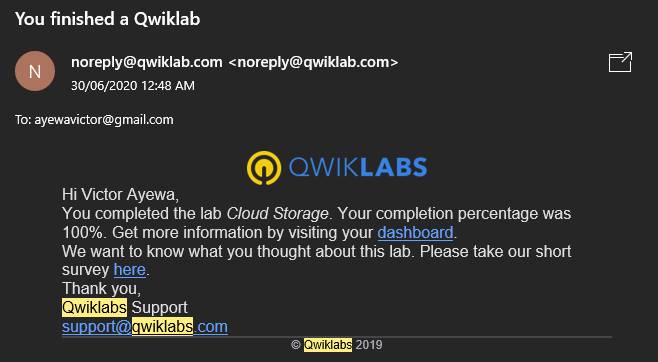 You finished a Qwiklab
N
noreply@qwiklab.com <noreply@qwiklab.com>
30/06/2020 12:48 AM
To: ayewavictor@gmail.com
QWIKLABS
Hi Victor Ayewa,
You completed the lab Cloud Storage. Your completion percentage was
100%. Get more information by visiting your dashboard.
We want to know what you thought about this lab. Please take our short
survey here.
Thank you,
Qwiklabs Support
support@qwiklabs.com
© Qwiklabs 2019